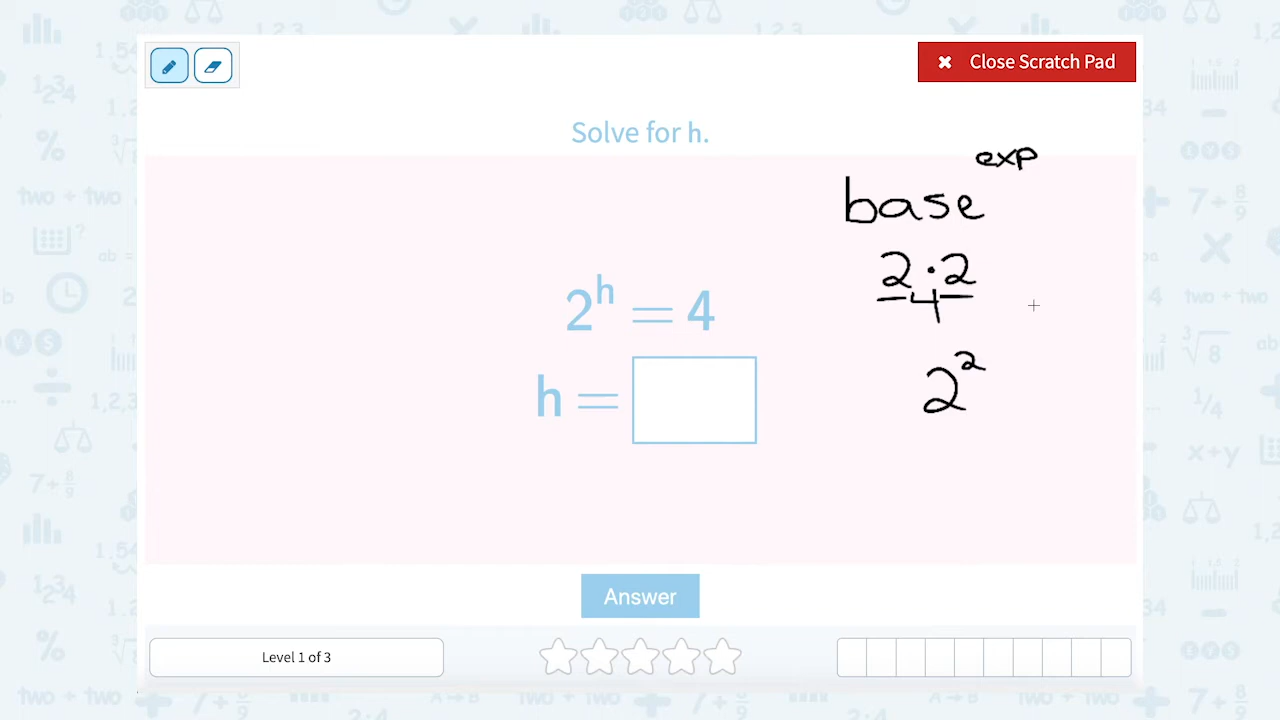 Close Scratch Pad
Solve for h.
base^exp
2 · 2
4
2^2
2^h = 4
h =
Answer
Level 1 of 3